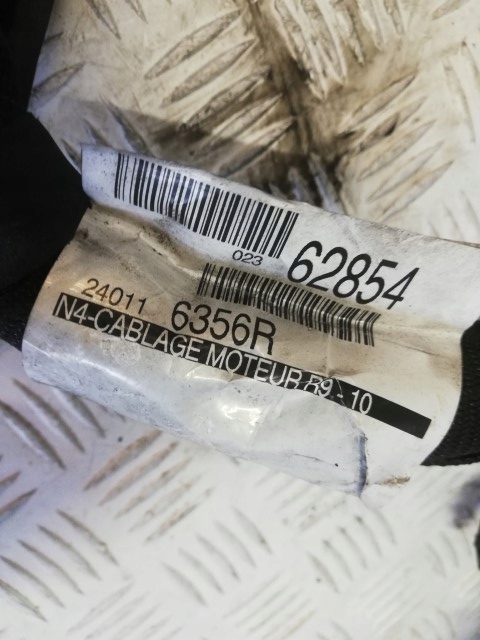 023 62854
24011 6356R
N4-CABLAGE MOTEUR R9 - 10